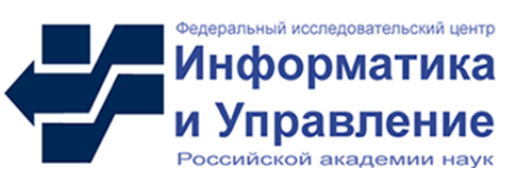 Федеральный исследовательский центр
Информатика
и Управление
Российской академии наук